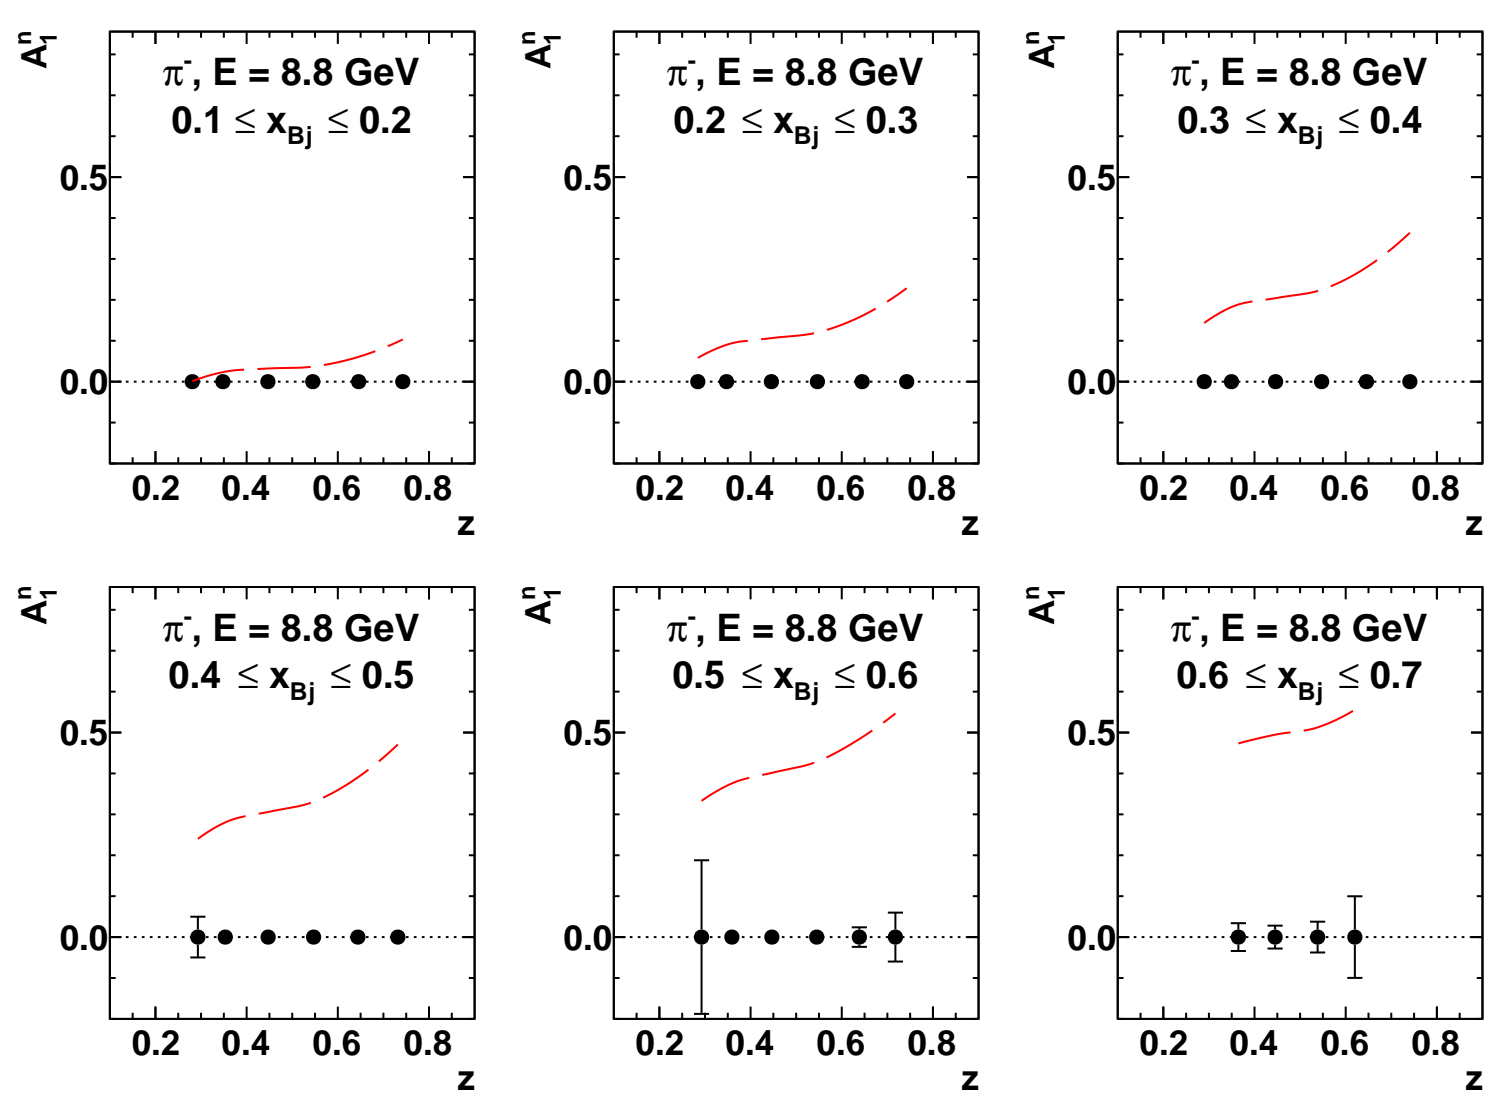 A₁ⁿ
π⁻, E = 8.8 GeV
0.1 ≤ x_Bj ≤ 0.2
0.5
0.0
0.2 0.4 0.6 0.8
z
A₁ⁿ
π⁻, E = 8.8 GeV
0.2 ≤ x_Bj ≤ 0.3
0.5
0.0
0.2 0.4 0.6 0.8
z
A₁ⁿ
π⁻, E = 8.8 GeV
0.3 ≤ x_Bj ≤ 0.4
0.5
0.0
0.2 0.4 0.6 0.8
z
A₁ⁿ
π⁻, E = 8.8 GeV
0.4 ≤ x_Bj ≤ 0.5
0.5
0.0
0.2 0.4 0.6 0.8
z
A₁ⁿ
π⁻, E = 8.8 GeV
0.5 ≤ x_Bj ≤ 0.6
0.5
0.0
0.2 0.4 0.6 0.8
z
A₁ⁿ
π⁻, E = 8.8 GeV
0.6 ≤ x_Bj ≤ 0.7
0.5
0.0
0.2 0.4 0.6 0.8
z